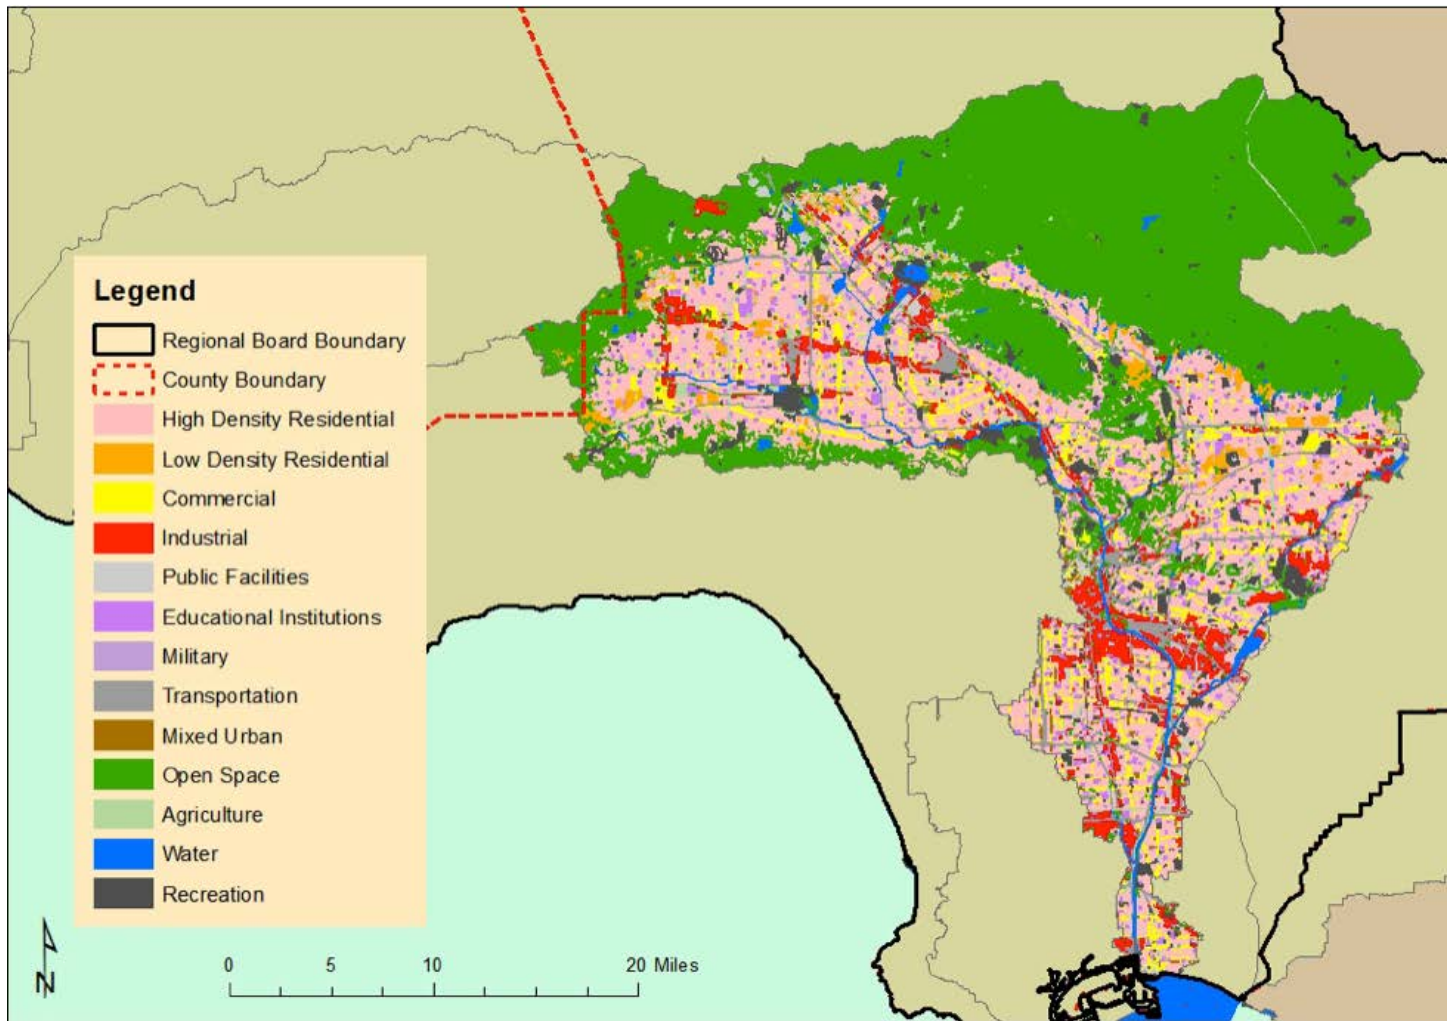 Legend
Regional Board Boundary
County Boundary
High Density Residential
Low Density Residential
Commercial
Industrial
Public Facilities
Educational Institutions
Military
Transportation
Mixed Urban
Open Space
Agriculture
Water
Recreation
N
0 5 10 20 Miles